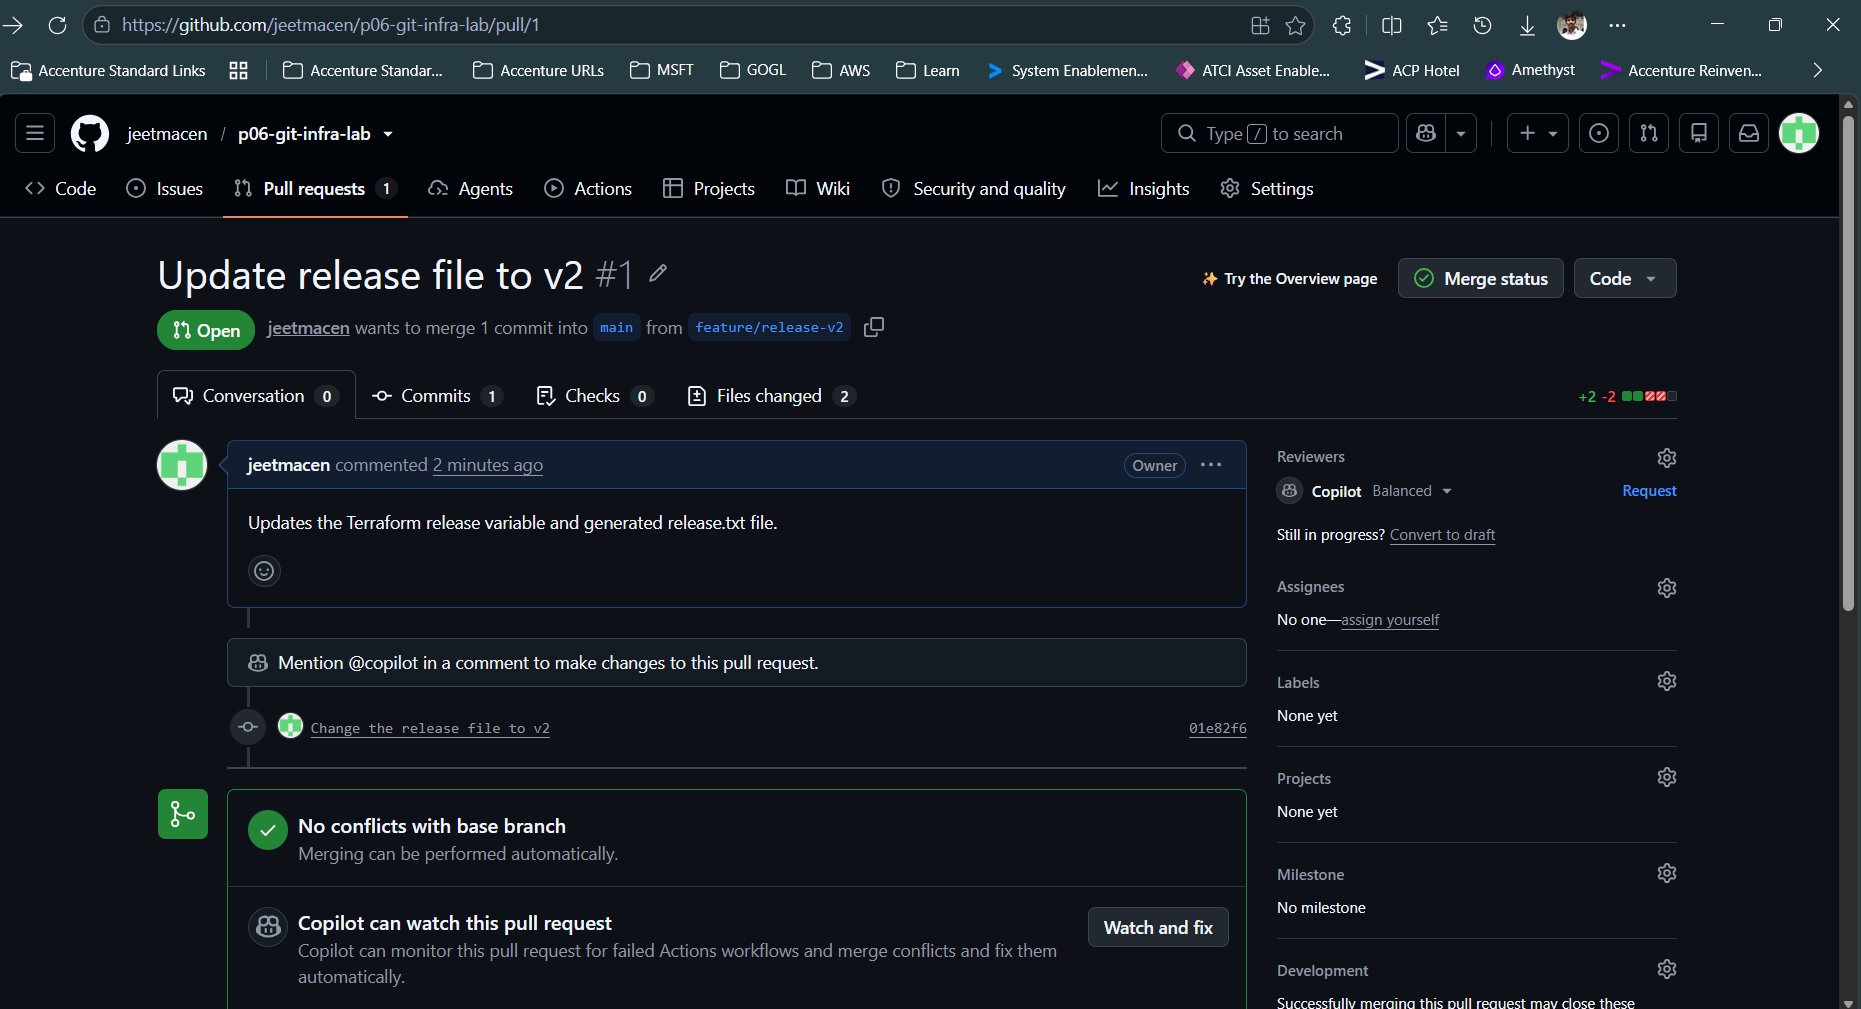 https://github.com/jeetmacen/p06-git-infra-lab/pull/1
Accenture Standard Links
Accenture Standar...
Accenture URLs
MSFT
GOGL
AWS
Learn
System Enablemen...
ATCI Asset Enable...
ACP Hotel
Amethyst
Accenture Reinven...
jeetmacen / p06-git-infra-lab
Type / to search
Code
Issues
Pull requests 1
Agents
Actions
Projects
Wiki
Security and quality
Insights
Settings
Update release file to v2 #1
Try the Overview page
Merge status
Code
Open
jeetmacen wants to merge 1 commit into main from feature/release-v2
Conversation 0
Commits 1
Checks 0
Files changed 2
+2 -2
jeetmacen commented 2 minutes ago
Owner
Updates the Terraform release variable and generated release.txt file.
Mention @copilot in a comment to make changes to this pull request.
Change the release file to v2
01e82f6
No conflicts with base branch
Merging can be performed automatically.
Copilot can watch this pull request
Copilot can monitor this pull request for failed Actions workflows and merge conflicts and fix them
automatically.
Watch and fix
Reviewers
Copilot Balanced
Request
Still in progress? Convert to draft
Assignees
No one—assign yourself
Labels
None yet
Projects
None yet
Milestone
No milestone
Development
Successfully merging this pull request may close these